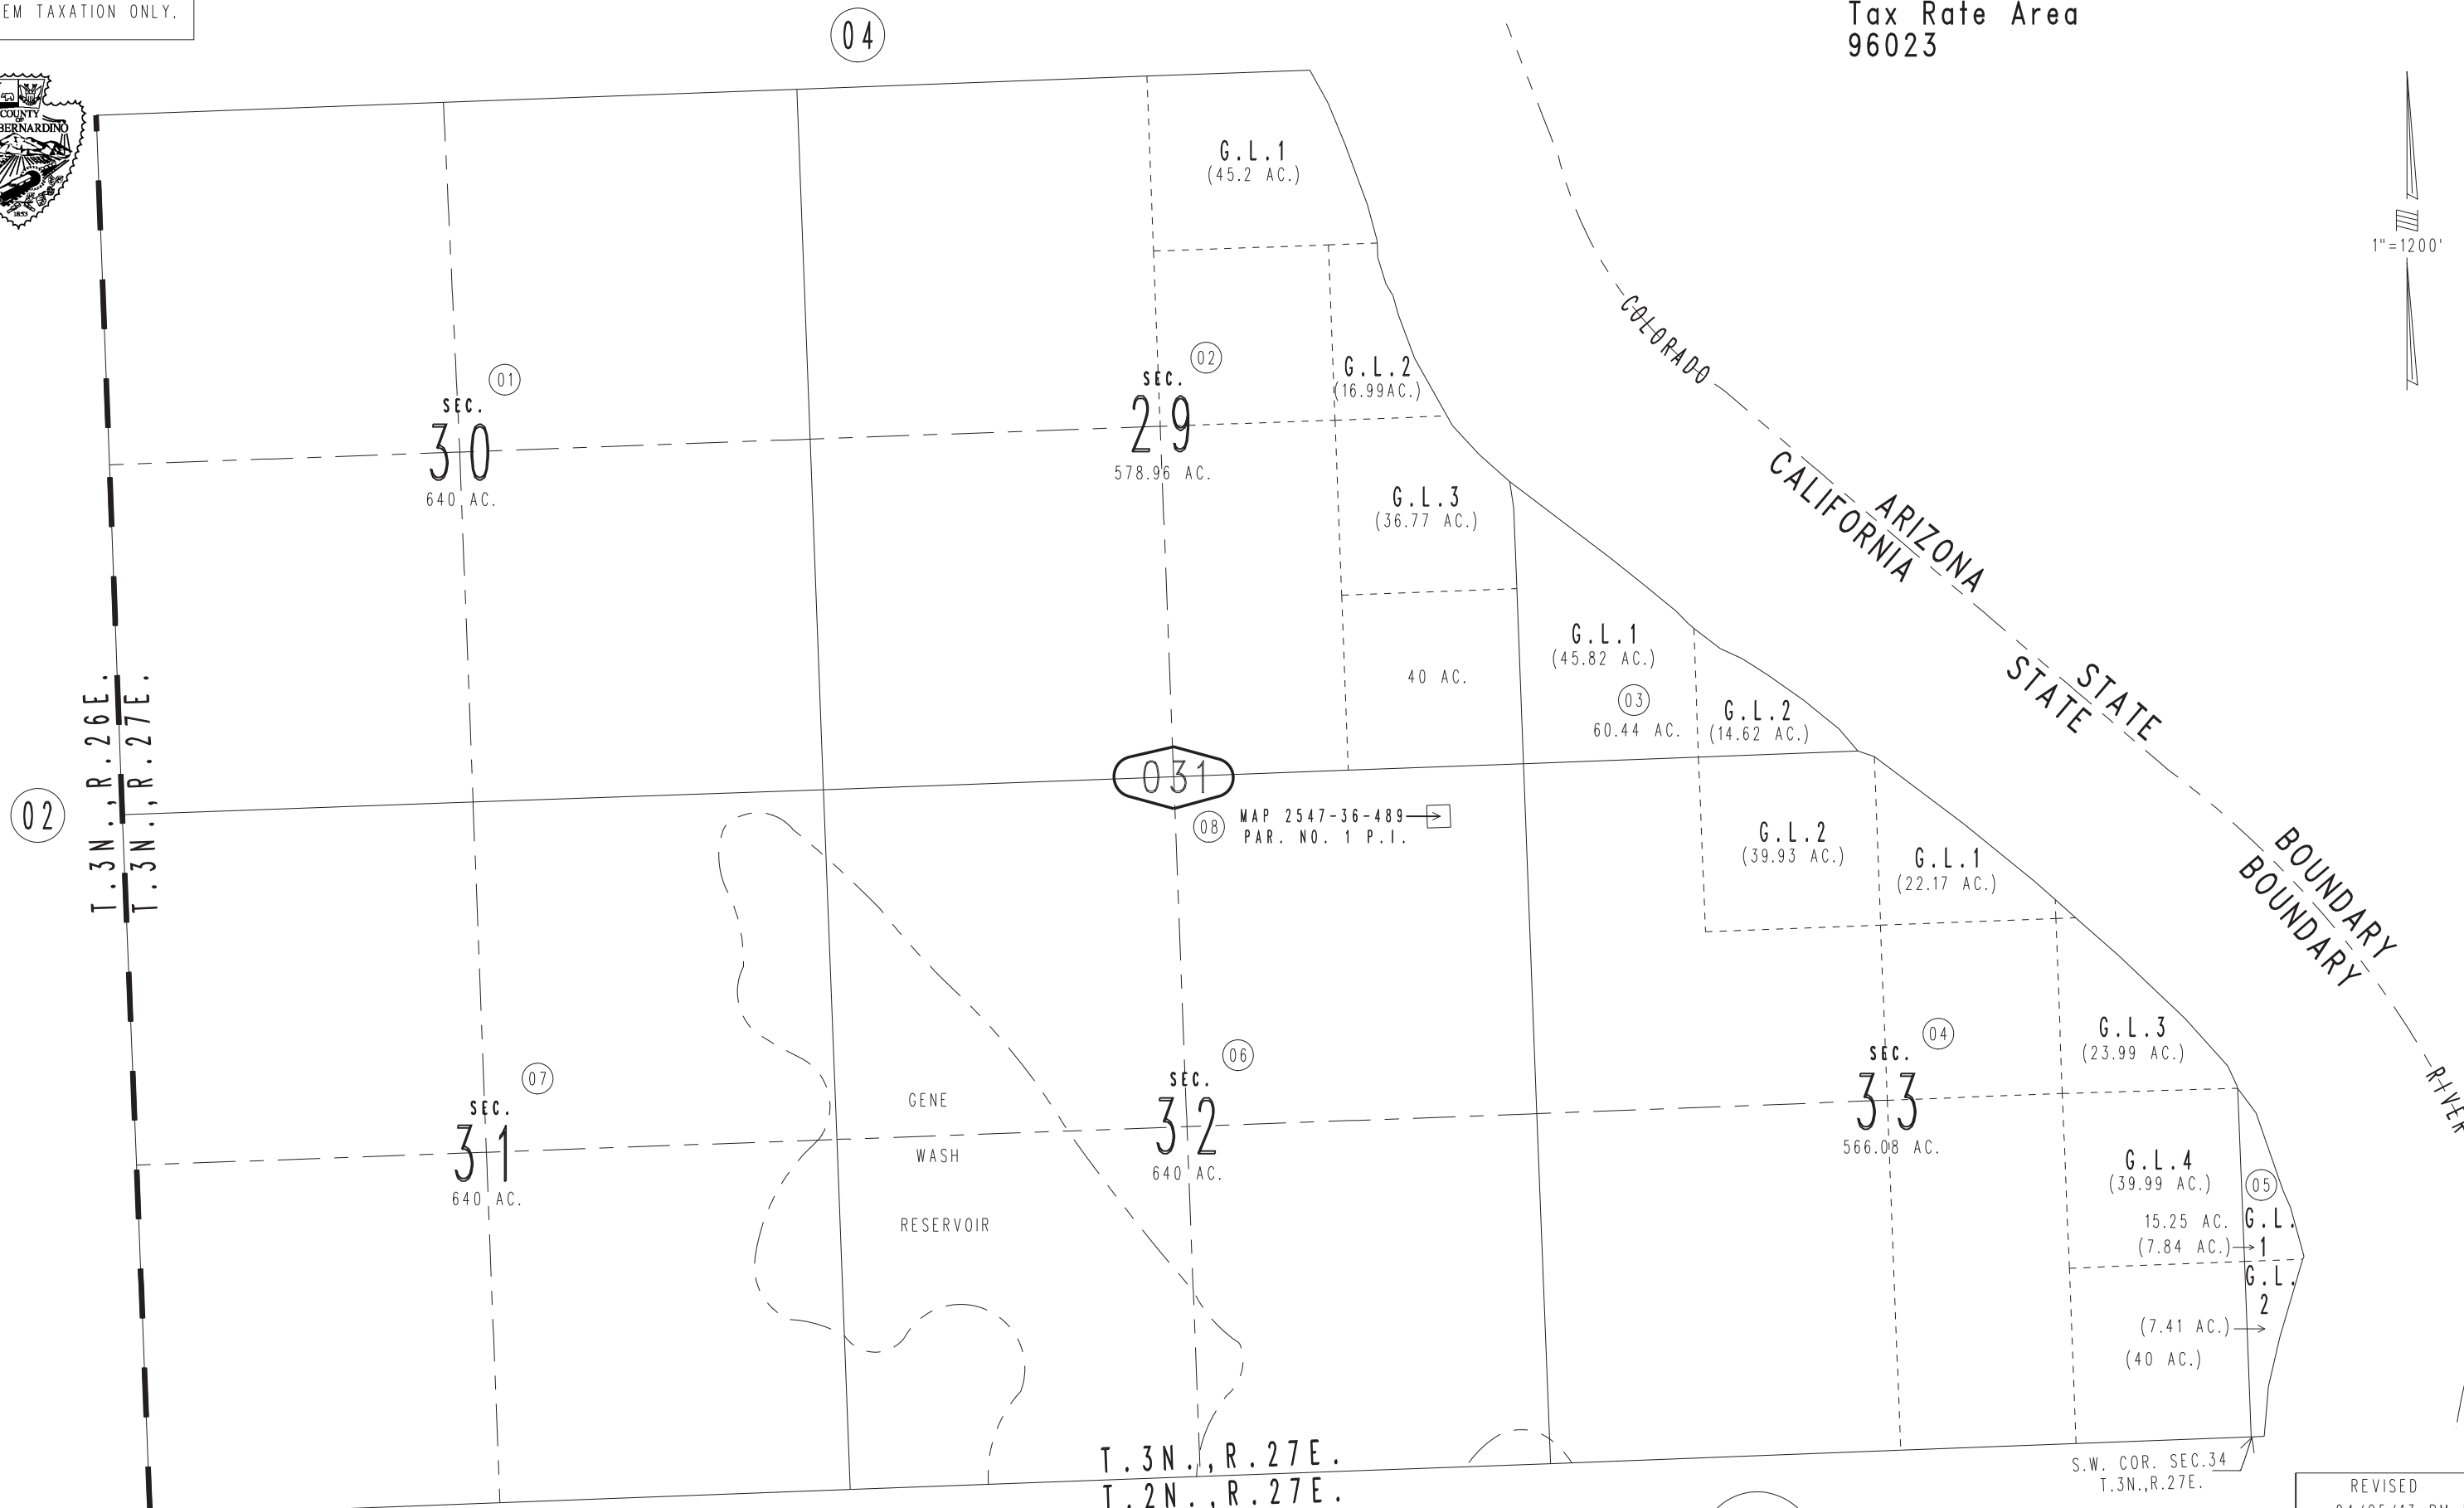 EM TAXATION ONLY.
04
Tax Rate Area
96023
COUNTY
OF
BERNARDINO
1853
1"=1200'
G.L.1
(45.2 AC.)
COLORADO
01
SEC.
30
640 AC.
02
SEC.
29
578.96 AC.
G.L.2
(16.99AC.)
G.L.3
(36.77 AC.)
40 AC.
ARIZONA
CALIFORNIA
G.L.1
(45.82 AC.)
03
60.44 AC.
G.L.2
(14.62 AC.)
STATE
STATE
T.3N.,R.26E.
T.3N.,R.27E.
02
031
08
MAP 2547-36-489
PAR. NO. 1 P.I.
G.L.2
(39.93 AC.)
G.L.1
(22.17 AC.)
BOUNDARY
BOUNDARY
07
SEC.
31
640 AC.
GENE
WASH
RESERVOIR
06
SEC.
32
640 AC.
04
SEC.
33
566.08 AC.
G.L.3
(23.99 AC.)
RIVER
G.L.4
(39.99 AC.)
05
15.25 AC.
G.L.
1
(7.84 AC.)
G.L.
2
(7.41 AC.)
(40 AC.)
T.3N.,R.27E.
T.2N.,R.27E.
S.W. COR. SEC.34
T.3N.,R.27E.
REVISED